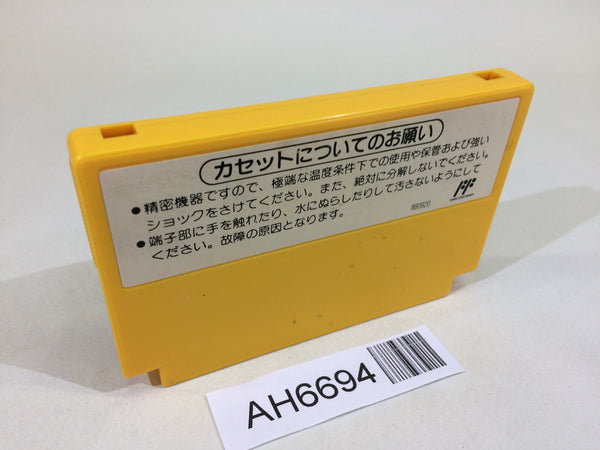 カセットについてのお願い
●精密機器ですので、極端な温度条件下での使用や保管および強い
ショックをさけてください。また、絶対に分解しないでください。
●端子部に手を触れたり、水にぬらしたりして汚さないようにして
ください。故障の原因となります。
880920
AH6694